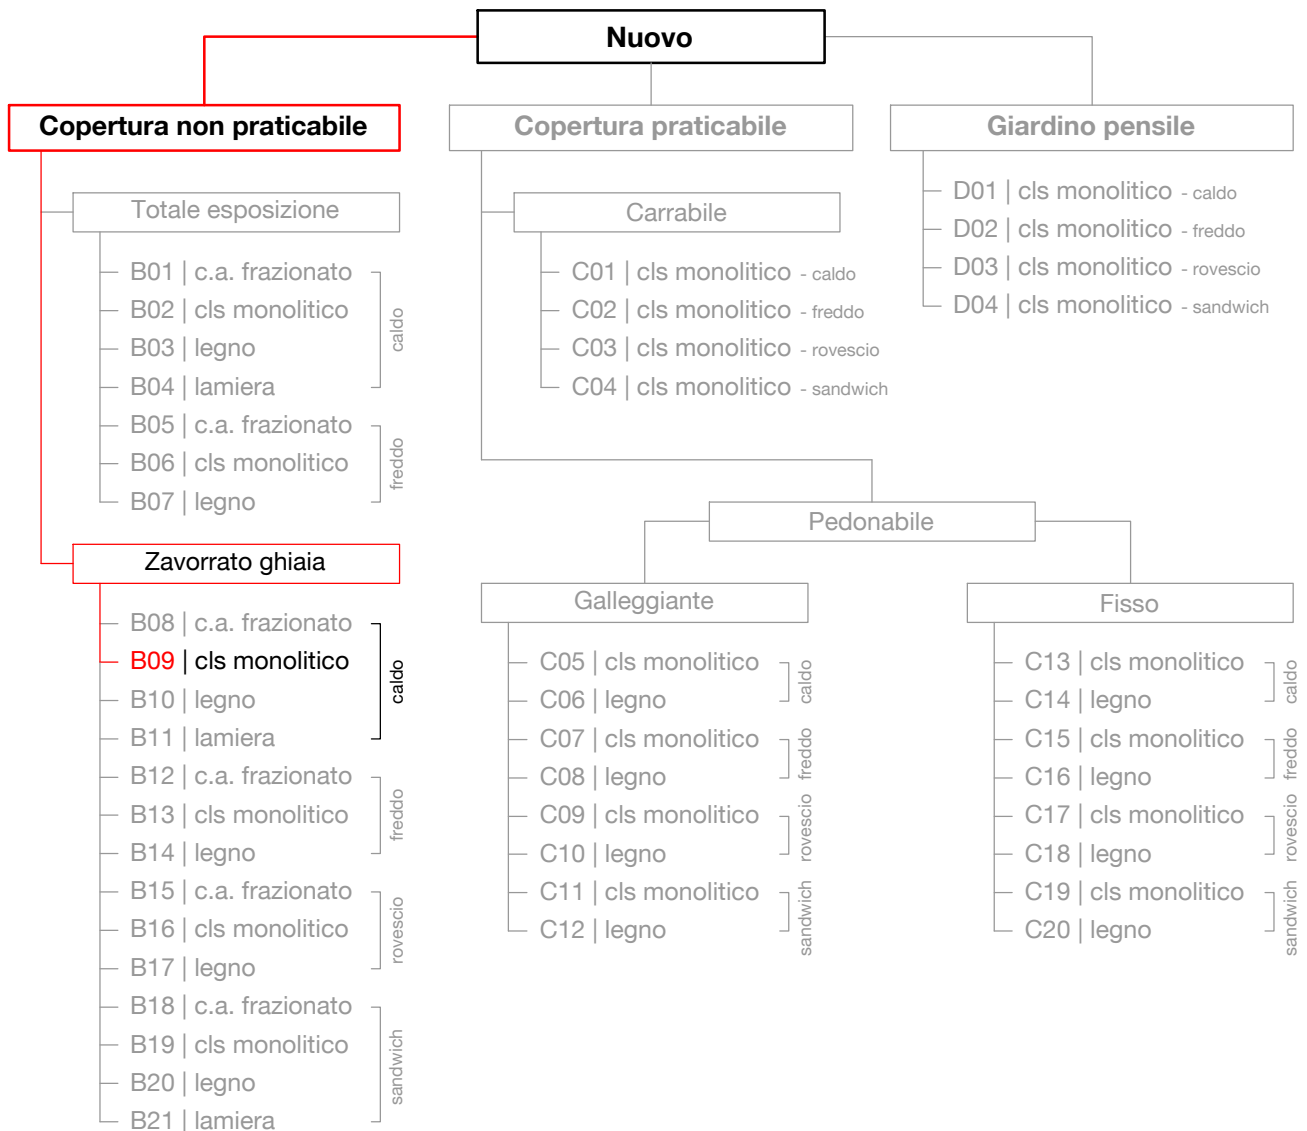 Nuovo
Copertura non praticabile
Totale esposizione
B01 | c.a. frazionato
B02 | cls monolitico
B03 | legno
B04 | lamiera
caldo
B05 | c.a. frazionato
B06 | cls monolitico
B07 | legno
freddo
Zavorrato ghiaia
B08 | c.a. frazionato
B09 | cls monolitico
B10 | legno
B11 | lamiera
caldo
B12 | c.a. frazionato
B13 | cls monolitico
B14 | legno
freddo
B15 | c.a. frazionato
B16 | cls monolitico
B17 | legno
rovescio
B18 | c.a. frazionato
B19 | cls monolitico
B20 | legno
B21 | lamiera
sandwich
Copertura praticabile
Carrabile
C01 | cls monolitico - caldo
C02 | cls monolitico - freddo
C03 | cls monolitico - rovescio
C04 | cls monolitico - sandwich
Pedonabile
Galleggiante
C05 | cls monolitico
C06 | legno
caldo
C07 | cls monolitico
C08 | legno
freddo
C09 | cls monolitico
C10 | legno
rovescio
C11 | cls monolitico
C12 | legno
sandwich
Fisso
C13 | cls monolitico
C14 | legno
caldo
C15 | cls monolitico
C16 | legno
freddo
C17 | cls monolitico
C18 | legno
rovescio
C19 | cls monolitico
C20 | legno
sandwich
Giardino pensile
D01 | cls monolitico - caldo
D02 | cls monolitico - freddo
D03 | cls monolitico - rovescio
D04 | cls monolitico - sandwich